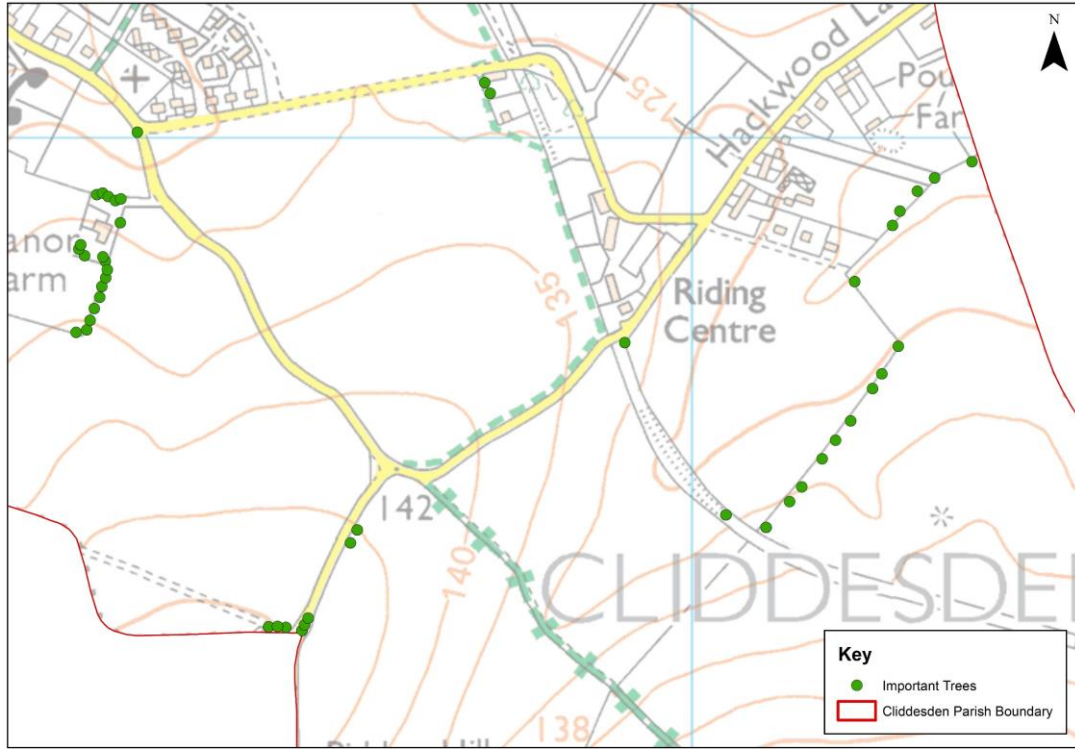 N
Hackwood La
125
Pou
Far
anor
arm
135
Riding
Centre
142
140
CLIDDESDEN
138
Key
Important Trees
Cliddesden Parish Boundary